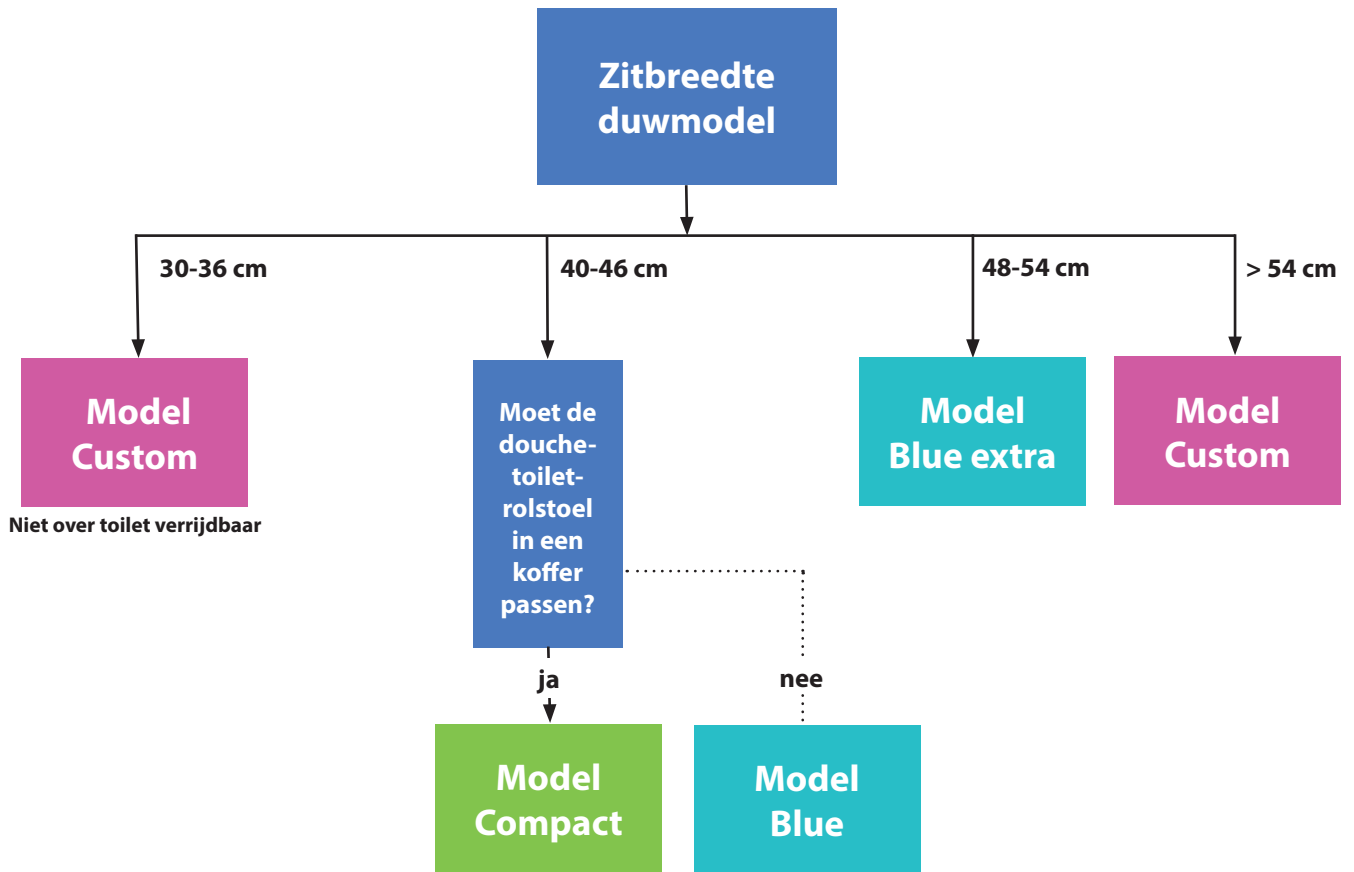 Zitbreedte
duwmodel
30-36 cm
40-46 cm
48-54 cm
> 54 cm
Model
Custom
Niet over toilet verrijdbaar
Moet de
douche-
toilet-
rolstoel
in een
koffer
passen?
Model
Blue extra
Model
Custom
ja
nee
Model
Compact
Model
Blue